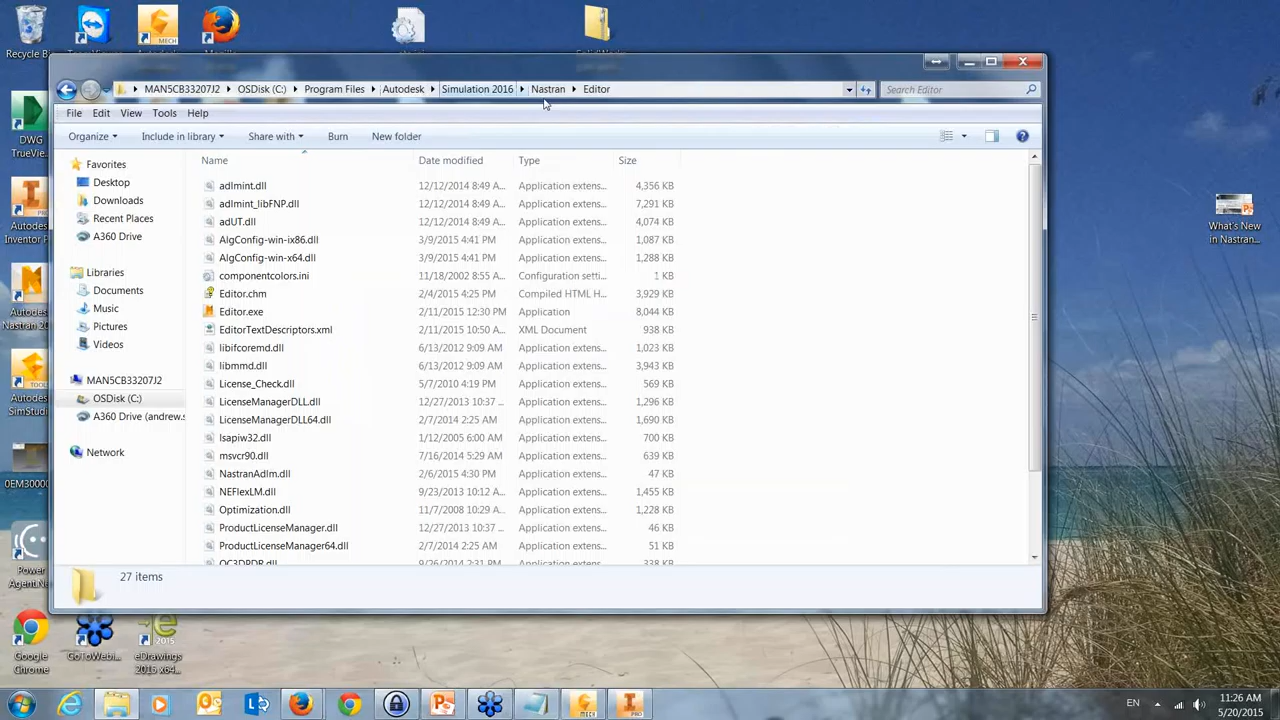 Recycle Bi
MECH
Mozilla
MAN5CB33207J2
OSDisk (C:)
Program Files
Autodesk
Simulation 2016
Nastran
Editor
Search Editor
File
Edit
View
Tools
Help
Organize
Include in library
Share with
Burn
New folder
Name
Date modified
Type
Size
Favorites
Desktop
Downloads
Recent Places
A360 Drive
Libraries
Documents
Music
Pictures
Videos
MAN5CB33207J2
OSDisk (C:)
A360 Drive (andrew.s
Network
adlmint.dll 12/12/2014 8:49 A... Application extens... 4,356 KB
adlmint_libFNP.dll 12/12/2014 8:49 A... Application extens... 7,291 KB
adUT.dll 12/12/2014 8:49 A... Application extens... 4,074 KB
AlgConfig-win-ix86.dll 3/9/2015 4:41 PM Application extens... 1,087 KB
AlgConfig-win-x64.dll 3/9/2015 4:41 PM Application extens... 1,288 KB
componentcolors.ini 11/18/2002 8:55 A... Configuration setti... 1 KB
Editor.chm 2/4/2015 4:25 PM Compiled HTML H... 3,929 KB
Editor.exe 2/11/2015 12:30 PM Application 8,044 KB
EditorTextDescriptors.xml 2/11/2015 10:50 A... XML Document 938 KB
libifcoremd.dll 6/13/2012 9:09 AM Application extens... 1,023 KB
libmmd.dll 6/13/2012 9:09 AM Application extens... 3,943 KB
License_Check.dll 5/7/2010 4:19 PM Application extens... 569 KB
LicenseManagerDLL.dll 12/27/2013 10:37 ... Application extens... 1,296 KB
LicenseManagerDLL64.dll 2/7/2014 2:25 AM Application extens... 1,690 KB
lsapiw32.dll 1/12/2005 6:00 AM Application extens... 700 KB
msvcr90.dll 7/16/2014 5:29 AM Application extens... 639 KB
NastranAdlm.dll 2/6/2015 4:30 PM Application extens... 47 KB
NEFlexLM.dll 9/23/2013 10:12 A... Application extens... 1,455 KB
Optimization.dll 11/7/2008 10:29 A... Application extens... 1,228 KB
ProductLicenseManager.dll 12/27/2013 10:37 ... Application extens... 46 KB
ProductLicenseManager64.dll 2/7/2014 2:25 AM Application extens... 51 KB
QC3DPDR.dll 9/26/2014 2:31 PM Application extens... 338 KB
27 items
DWG
TrueVie...
PRO
Autodes
Inventor P
Autodes
Nastran 20
TOOLS
Autodes
SimStudi
0EM30000
Power
Agent.Ne
Google
Chrome
GoToWebi...
2015
eDrawings
2015 x64...
What's New
in Nastran...
MECH
PRO
EN
11:26 AM
5/20/2015